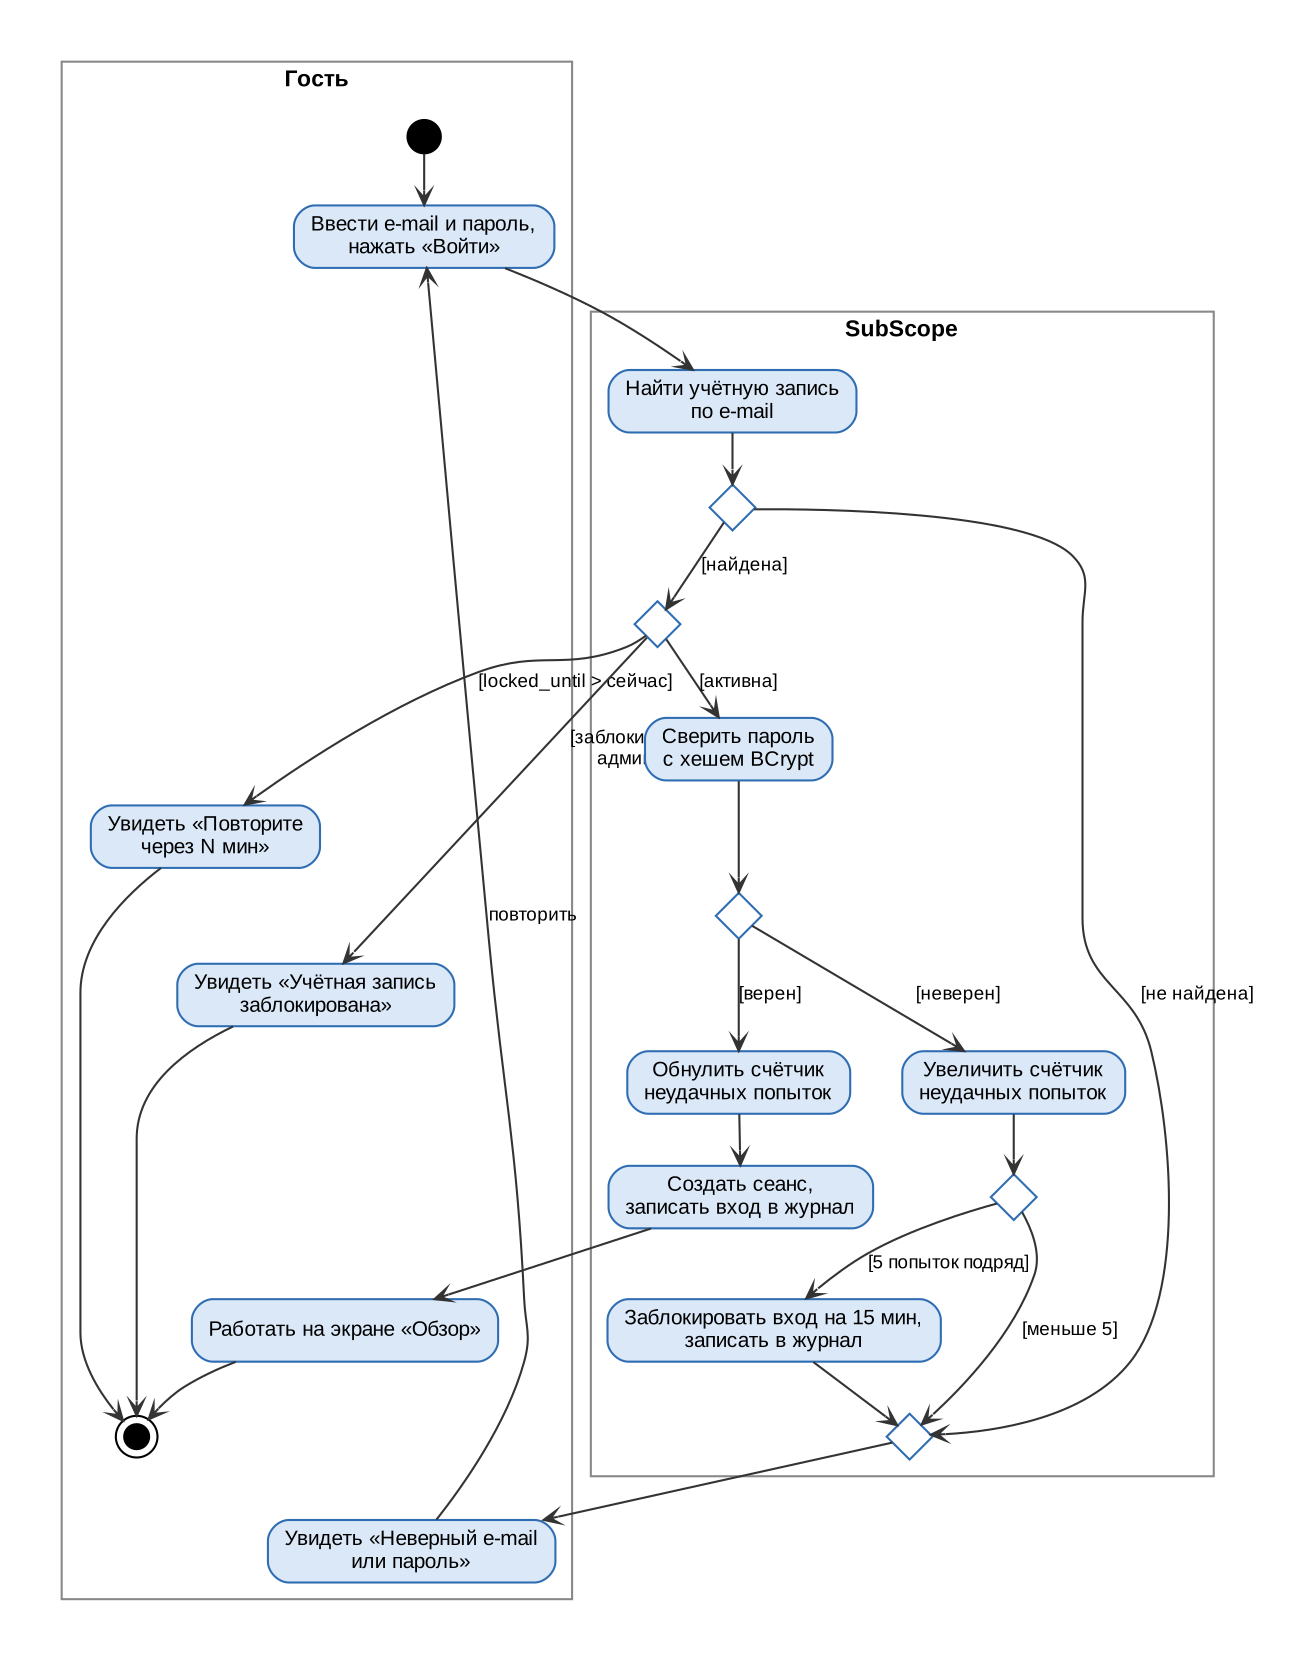 Гость
Ввести e-mail и пароль,
нажать «Войти»
SubScope
Найти учётную запись
по e-mail
[найдена]
[locked_until > сейчас]
[активна]
Сверить пароль
с хешем BCrypt
Увидеть «Повторите
через N мин»
повторить
Увидеть «Учётная запись
заблокирована»
[верен]
[неверен]
[не найдена]
Обнулить счётчик
неудачных попыток
Увеличить счётчик
неудачных попыток
Создать сеанс,
записать вход в журнал
[5 попыток подряд]
Работать на экране «Обзор»
Заблокировать вход на 15 мин,
записать в журнал
[меньше 5]
Увидеть «Неверный e-mail
или пароль»